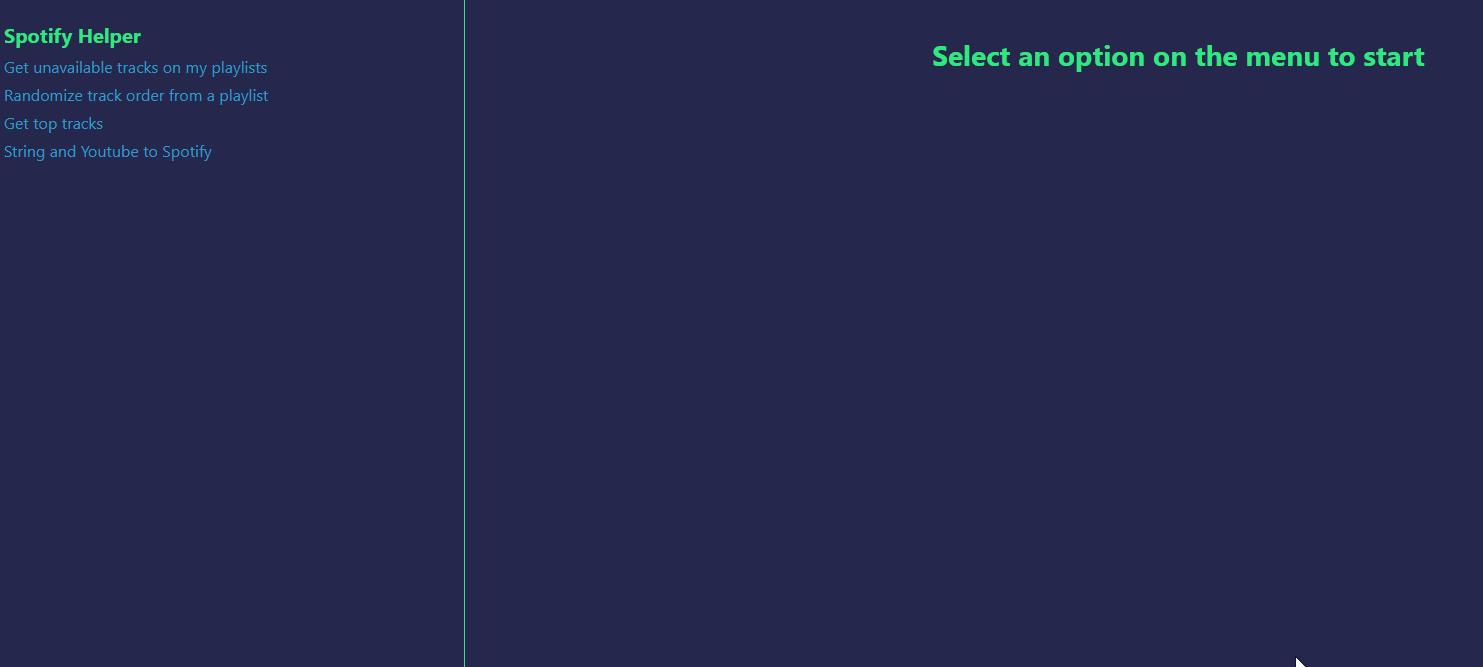 Spotify Helper
Get unavailable tracks on my playlists
Randomize track order from a playlist
Get top tracks
String and Youtube to Spotify
Select an option on the menu to start